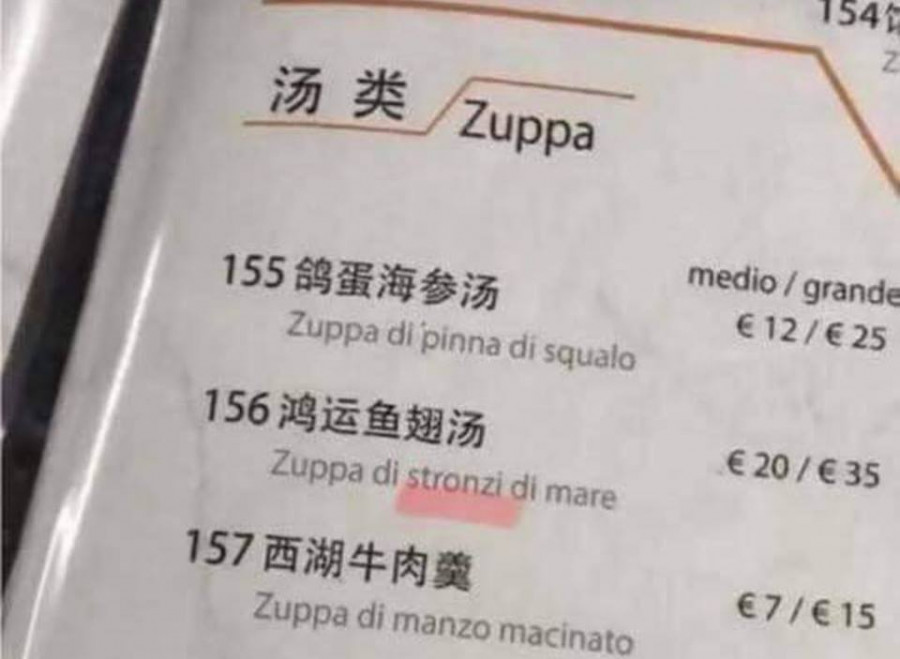 154
汤 类 Zuppa
155 鸽蛋海参汤 medio / grande
Zuppa di pinna di squalo € 12 / € 25
156 鸿运鱼翅汤
Zuppa di stronzi di mare € 20 / € 35
157 西湖牛肉羹
Zuppa di manzo macinato € 7 / € 15